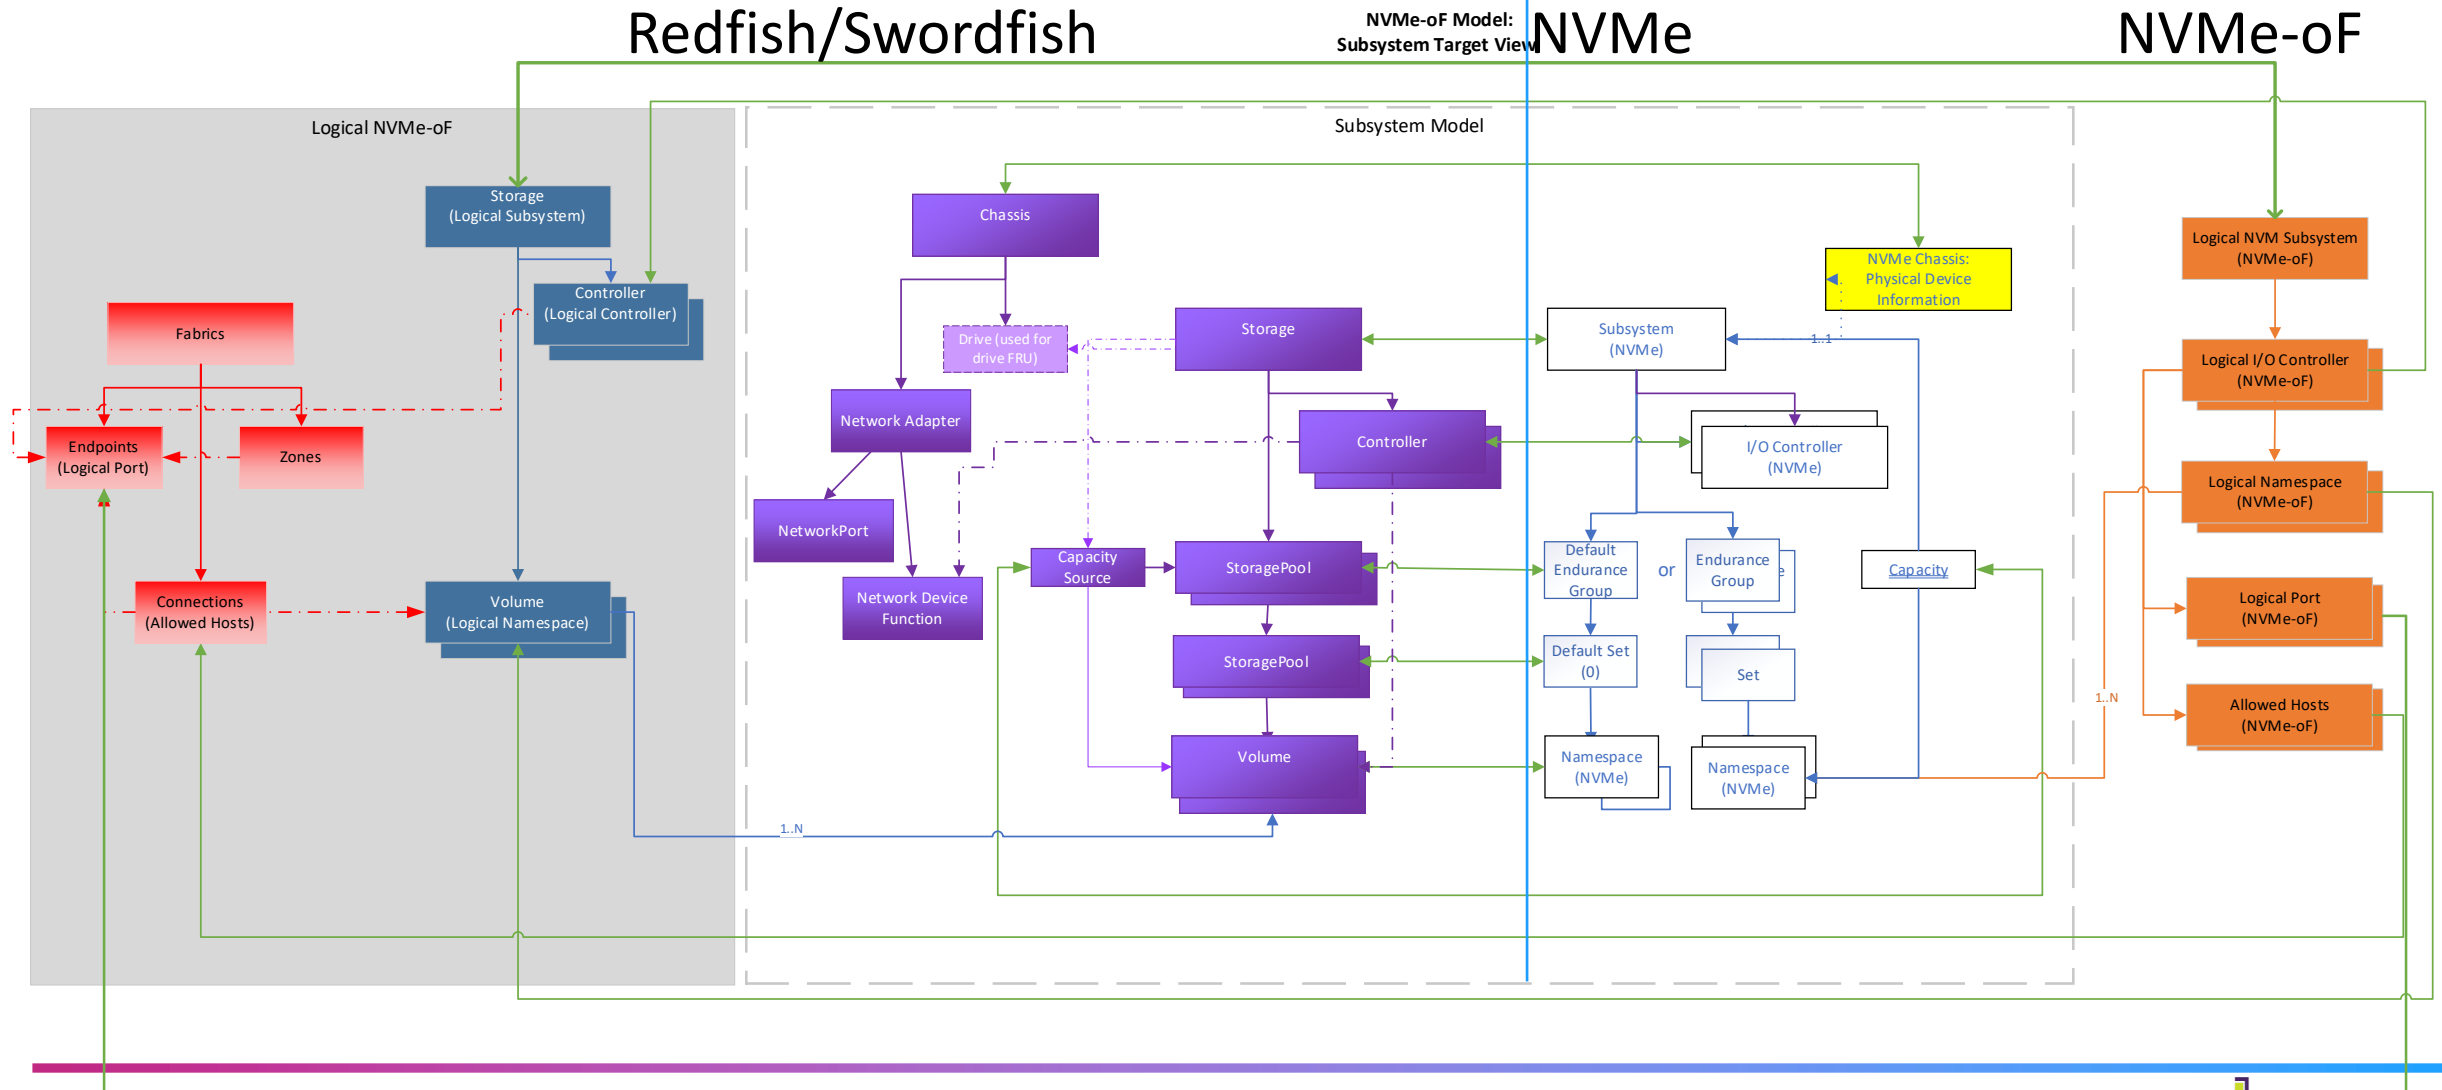 Redfish/Swordfish
NVMe-oF Model:
Subsystem Target View
NVMe
NVMe-oF
Logical NVMe-oF
Subsystem Model
Storage
(Logical Subsystem)
Controller
(Logical Controller)
Fabrics
Endpoints
(Logical Port)
Zones
Connections
(Allowed Hosts)
Volume
(Logical Namespace)
1..N
Chassis
Drive (used for
drive FRU)
Network Adapter
NetworkPort
Network Device
Function
Storage
Controller
Capacity
Source
StoragePool
StoragePool
Volume
NVMe Chassis:
Physical Device
Information
Subsystem
(NVMe)
1..1
I/O Controller
(NVMe)
Default
Endurance
Group
or
Endurance
Group
e
Capacity
Default Set
(0)
Set
Namespace
(NVMe)
Namespace
(NVMe)
Logical NVM Subsystem
(NVMe-oF)
Logical I/O Controller
(NVMe-oF)
Logical Namespace
(NVMe-oF)
Logical Port
(NVMe-oF)
1..N
Allowed Hosts
(NVMe-oF)